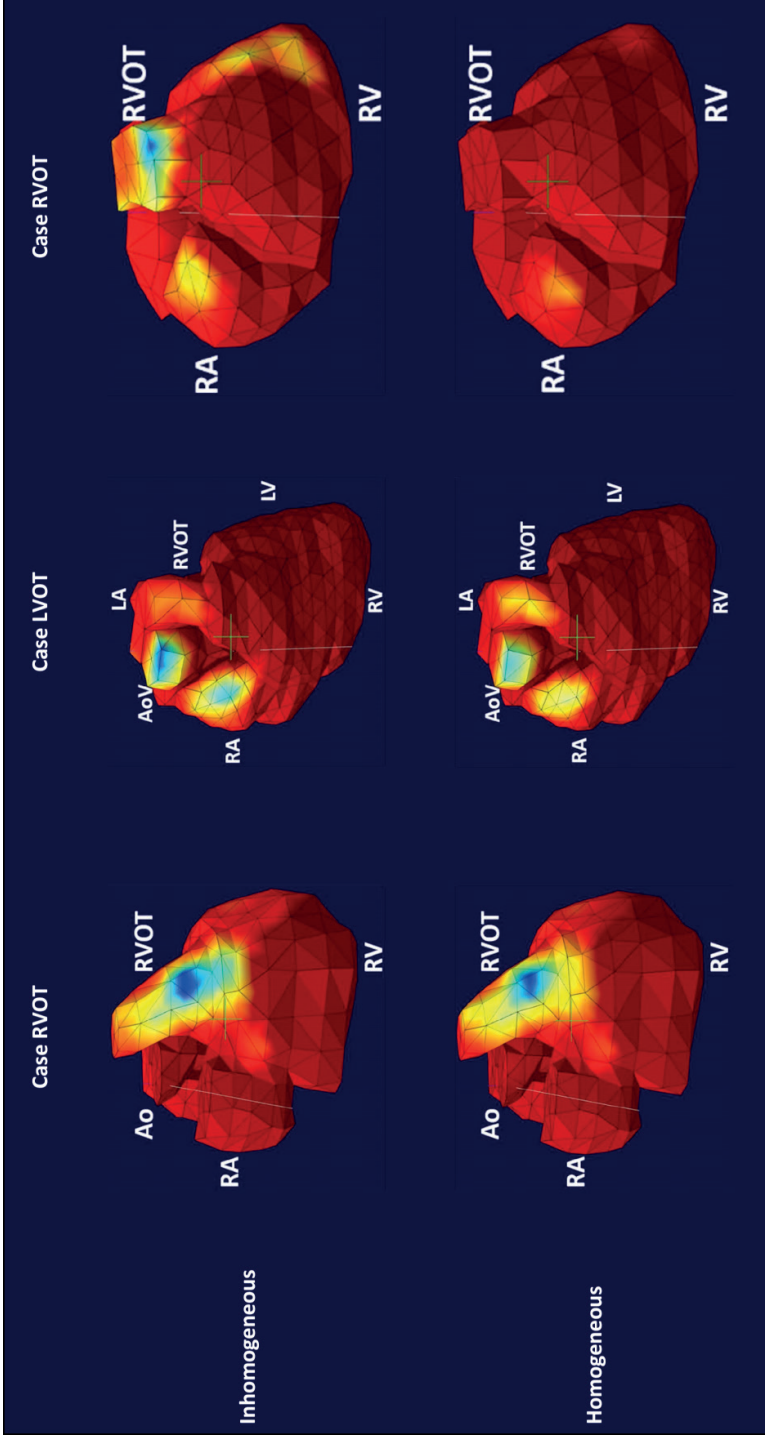 Case RVOT
Case LVOT
Case RVOT
Inhomogeneous
Ao
RVOT
RA
RV
LA
AoV
RVOT
LV
RA
RV
RVOT
RA
RV
Homogeneous
Ao
RVOT
RA
RV
LA
AoV
RVOT
LV
RA
RV
RVOT
RA
RV